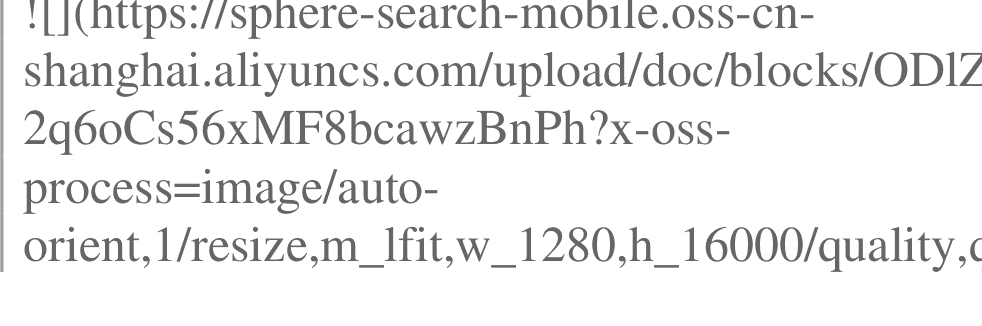 ![](https://sphere-search-mobile.oss-cn-
shanghai.aliyuncs.com/upload/doc/blocks/ODlZ
2q6oCs56xMF8bcawzBnPh?x-oss-
process=image/auto-
orient,1/resize,m_lfit,w_1280,h_16000/quality,q